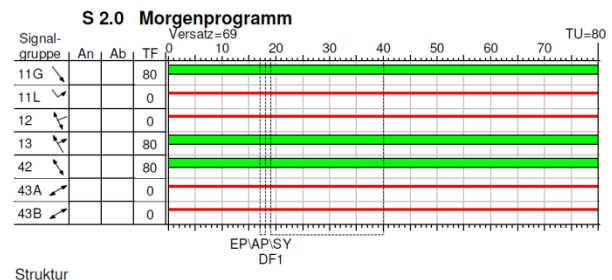 S 2.0 Morgenprogramm
Signal-
gruppe An Ab TF
Versatz=69 TU=80
0 10 20 30 40 50 60 70
11G 80
11L 0
12 0
13 80
42 80
43A 0
43B 0
EP\AP\SY
DF1
Struktur